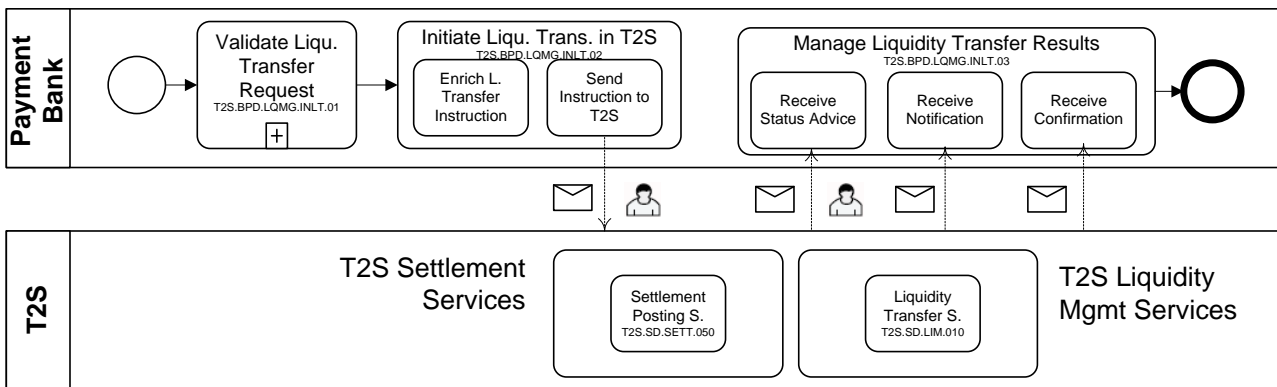 Payment
Bank
Validate Liqu.
Transfer
Request
T2S.BPD.LQMG.INLT.01
+
Initiate Liqu. Trans. in T2S
T2S.BPD.LQMG.INLT.02
Enrich L.
Transfer
Instruction
Send
Instruction to
T2S
Manage Liquidity Transfer Results
T2S.BPD.LQMG.INLT.03
Receive
Status Advice
Receive
Notification
Receive
Confirmation
T2S
T2S Settlement
Services
Settlement
Posting S.
T2S.SD.SETT.050
Liquidity
Transfer S.
T2S.SD.LIM.010
T2S Liquidity
Mgmt Services